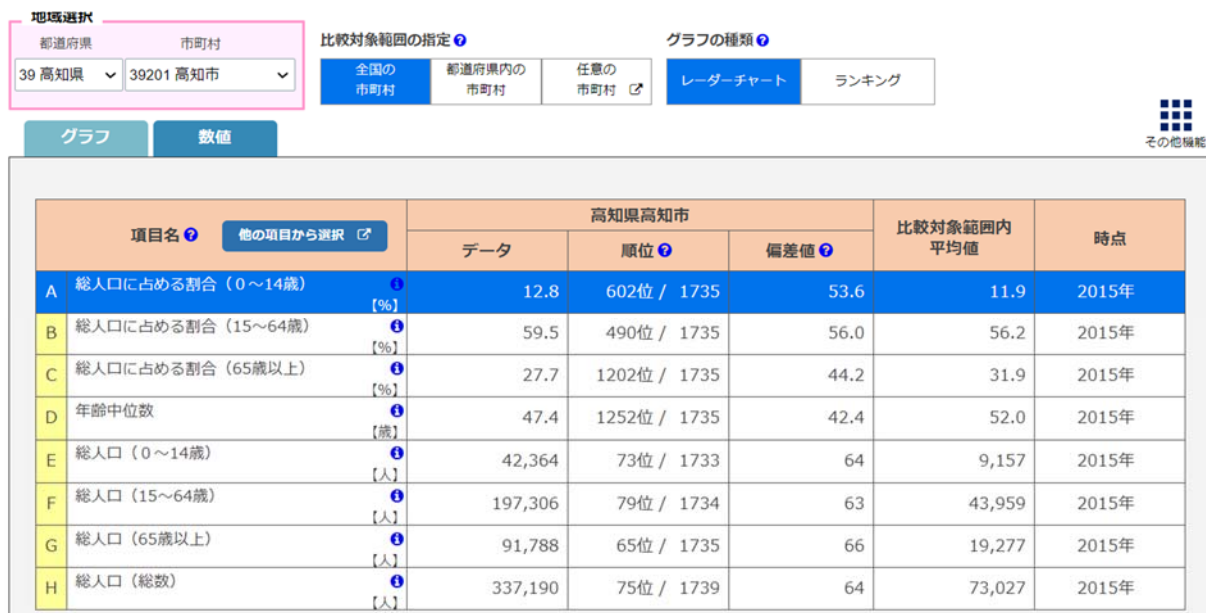 地域選択
都道府県 市町村 比較対象範囲の指定 グラフの種類
39 高知県 39201 高知市 全国の市町村 都道府県内の市町村 任意の市町村 レーダーチャート ランキング
グラフ 数値 その他機能
項目名 他の項目から選択 高知県高知市 比較対象範囲内平均値 時点
データ 順位 偏差値
A 総人口に占める割合（0～14歳）【%】 12.8 602位 / 1735 53.6 11.9 2015年
B 総人口に占める割合（15～64歳）【%】 59.5 490位 / 1735 56.0 56.2 2015年
C 総人口に占める割合（65歳以上）【%】 27.7 1202位 / 1735 44.2 31.9 2015年
D 年齢中位数【歳】 47.4 1252位 / 1735 42.4 52.0 2015年
E 総人口（0～14歳）【人】 42,364 73位 / 1733 64 9,157 2015年
F 総人口（15～64歳）【人】 197,306 79位 / 1734 63 43,959 2015年
G 総人口（65歳以上）【人】 91,788 65位 / 1735 66 19,277 2015年
H 総人口（総数）【人】 337,190 75位 / 1739 64 73,027 2015年